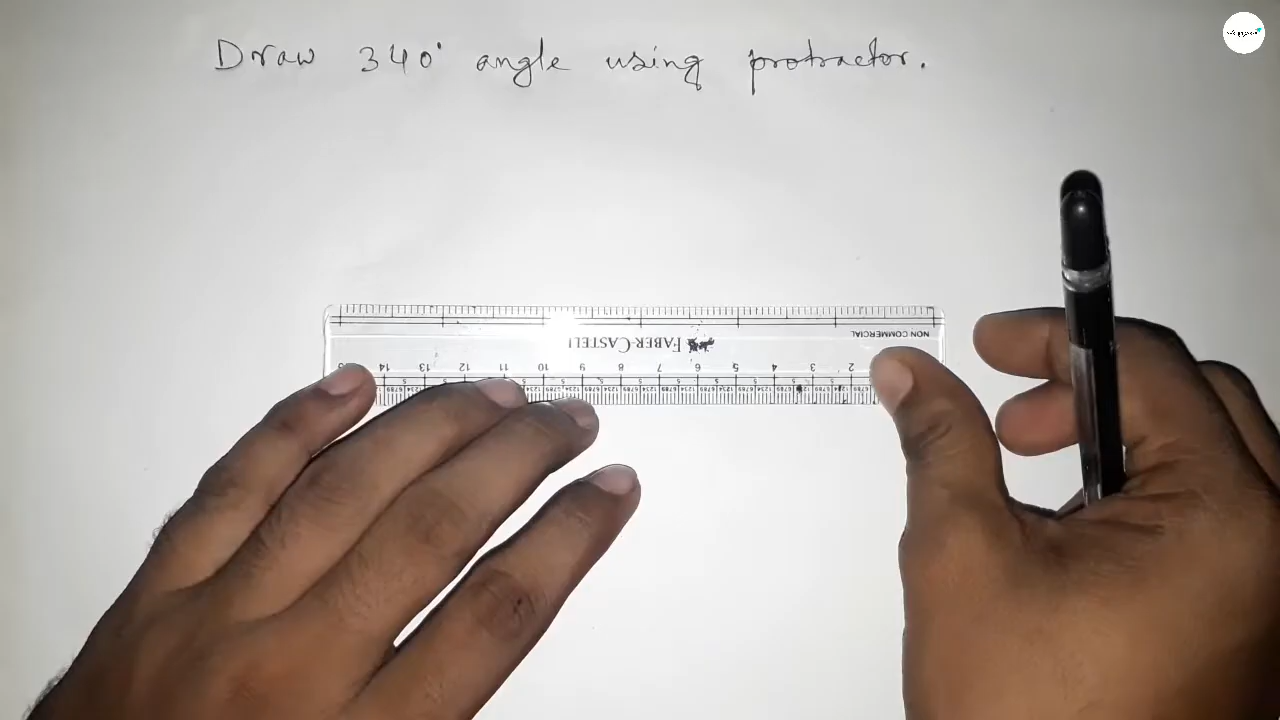 Draw 340° angle using protractor.
NON COMMERCIAL
FABER-CASTELL
14 13 12 11 10 9 8 7 6 5 4 3 2